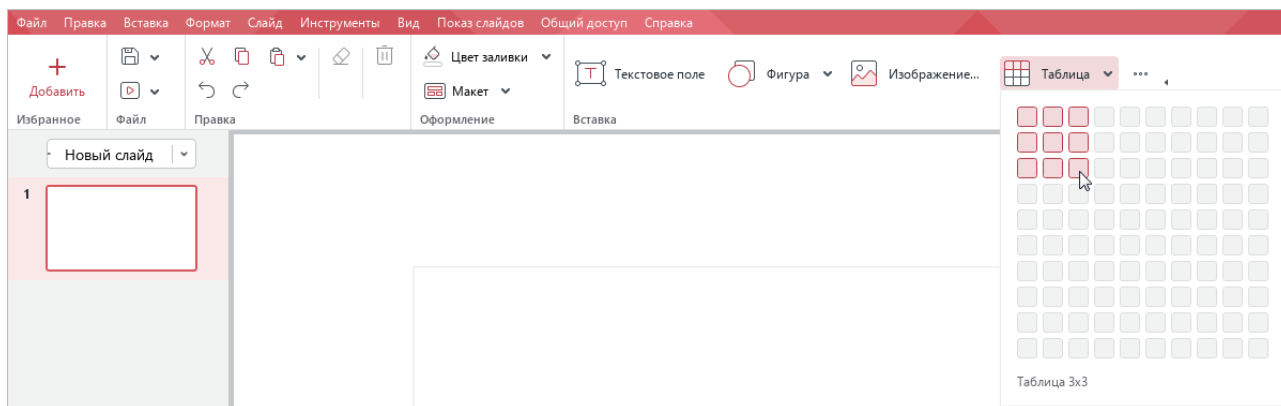 Файл Правка Вставка Формат Слайд Инструменты Вид Показ слайдов Общий доступ Справка
Цвет заливки
Текстовое поле Фигура Изображение... Таблица ...
Добавить Макет
Избранное Файл Правка Оформление Вставка
Новый слайд
1
Таблица 3x3